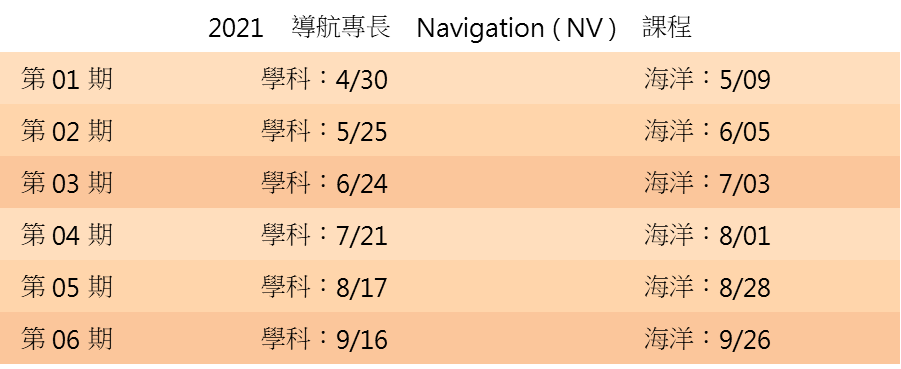 2021 導航專長 Navigation ( NV ) 課程
第 01 期 學科：4/30 海洋：5/09
第 02 期 學科：5/25 海洋：6/05
第 03 期 學科：6/24 海洋：7/03
第 04 期 學科：7/21 海洋：8/01
第 05 期 學科：8/17 海洋：8/28
第 06 期 學科：9/16 海洋：9/26